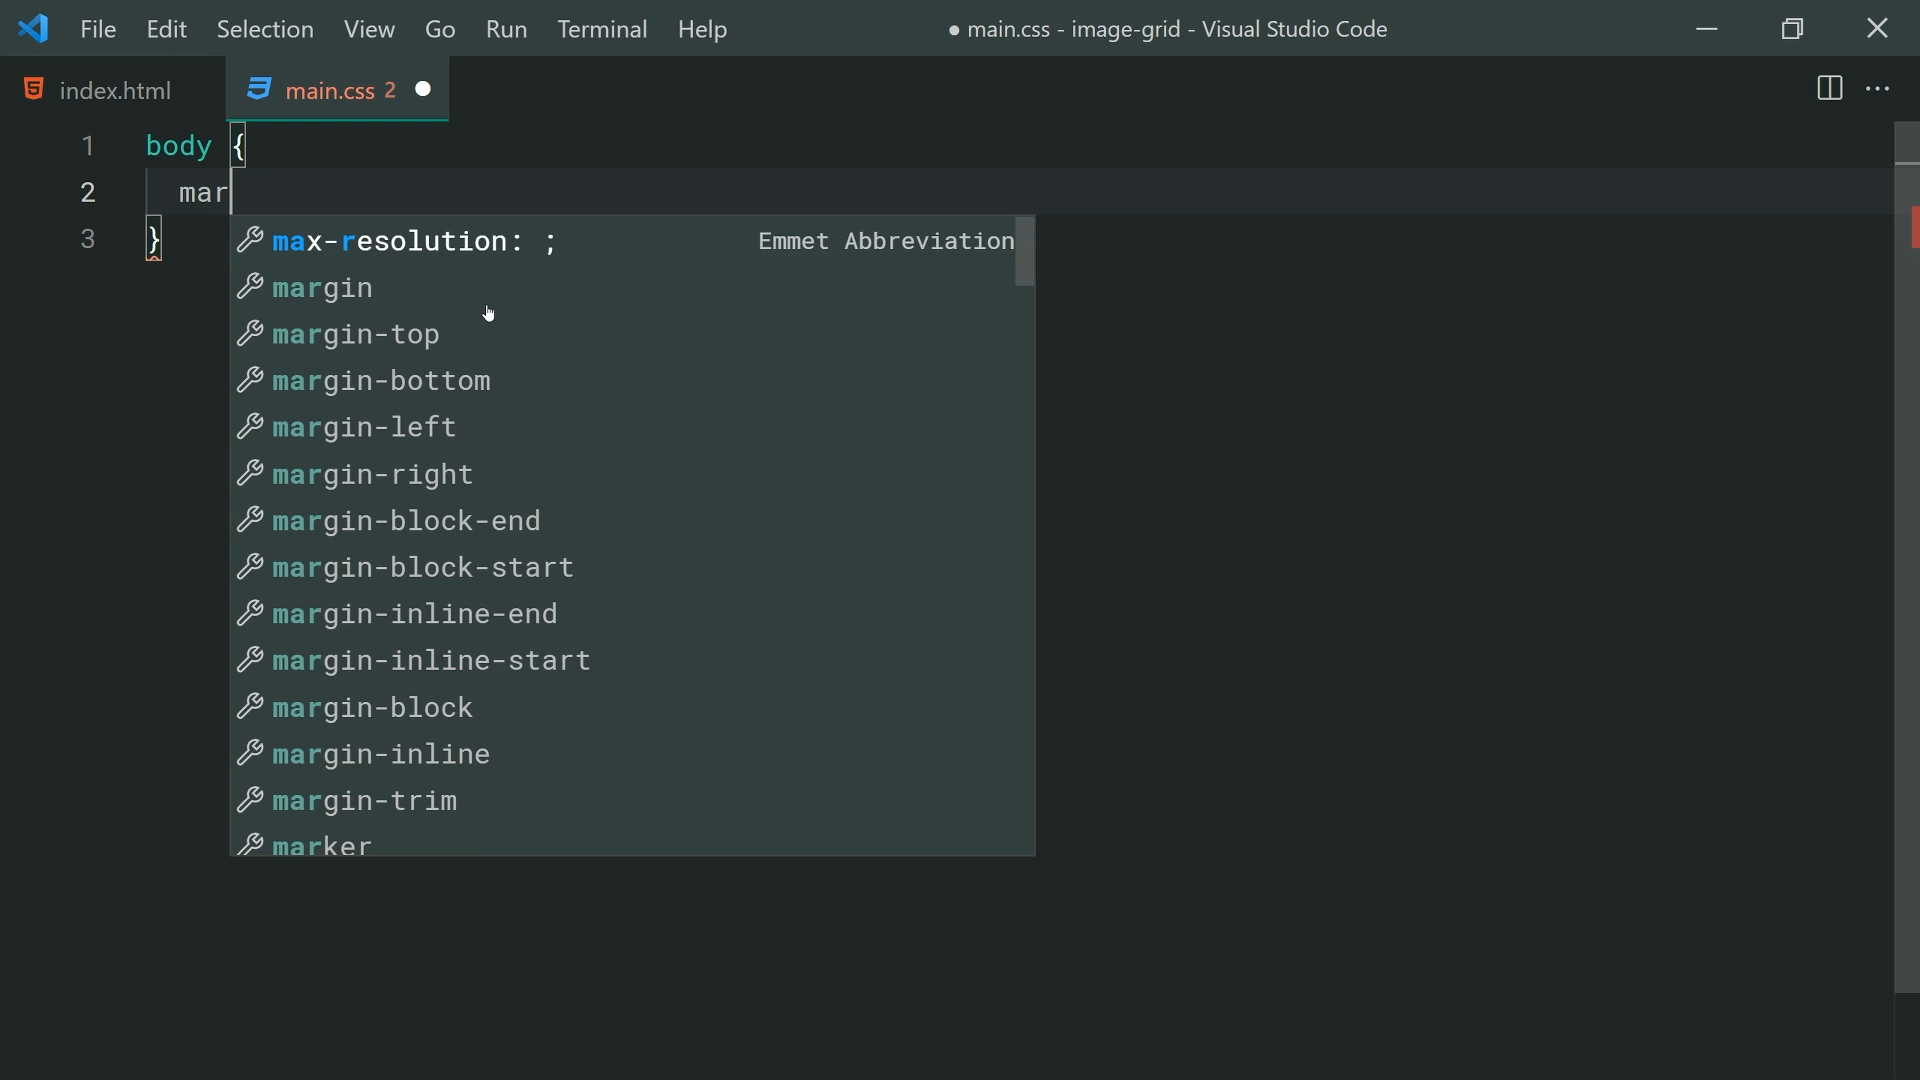 File Edit Selection View Go Run Terminal Help ● main.css - image-grid - Visual Studio Code
index.html main.css 2 ●
1 body {
2 mar
3 }
max-resolution: ; Emmet Abbreviation
margin
margin-top
margin-bottom
margin-left
margin-right
margin-block-end
margin-block-start
margin-inline-end
margin-inline-start
margin-block
margin-inline
margin-trim
marker